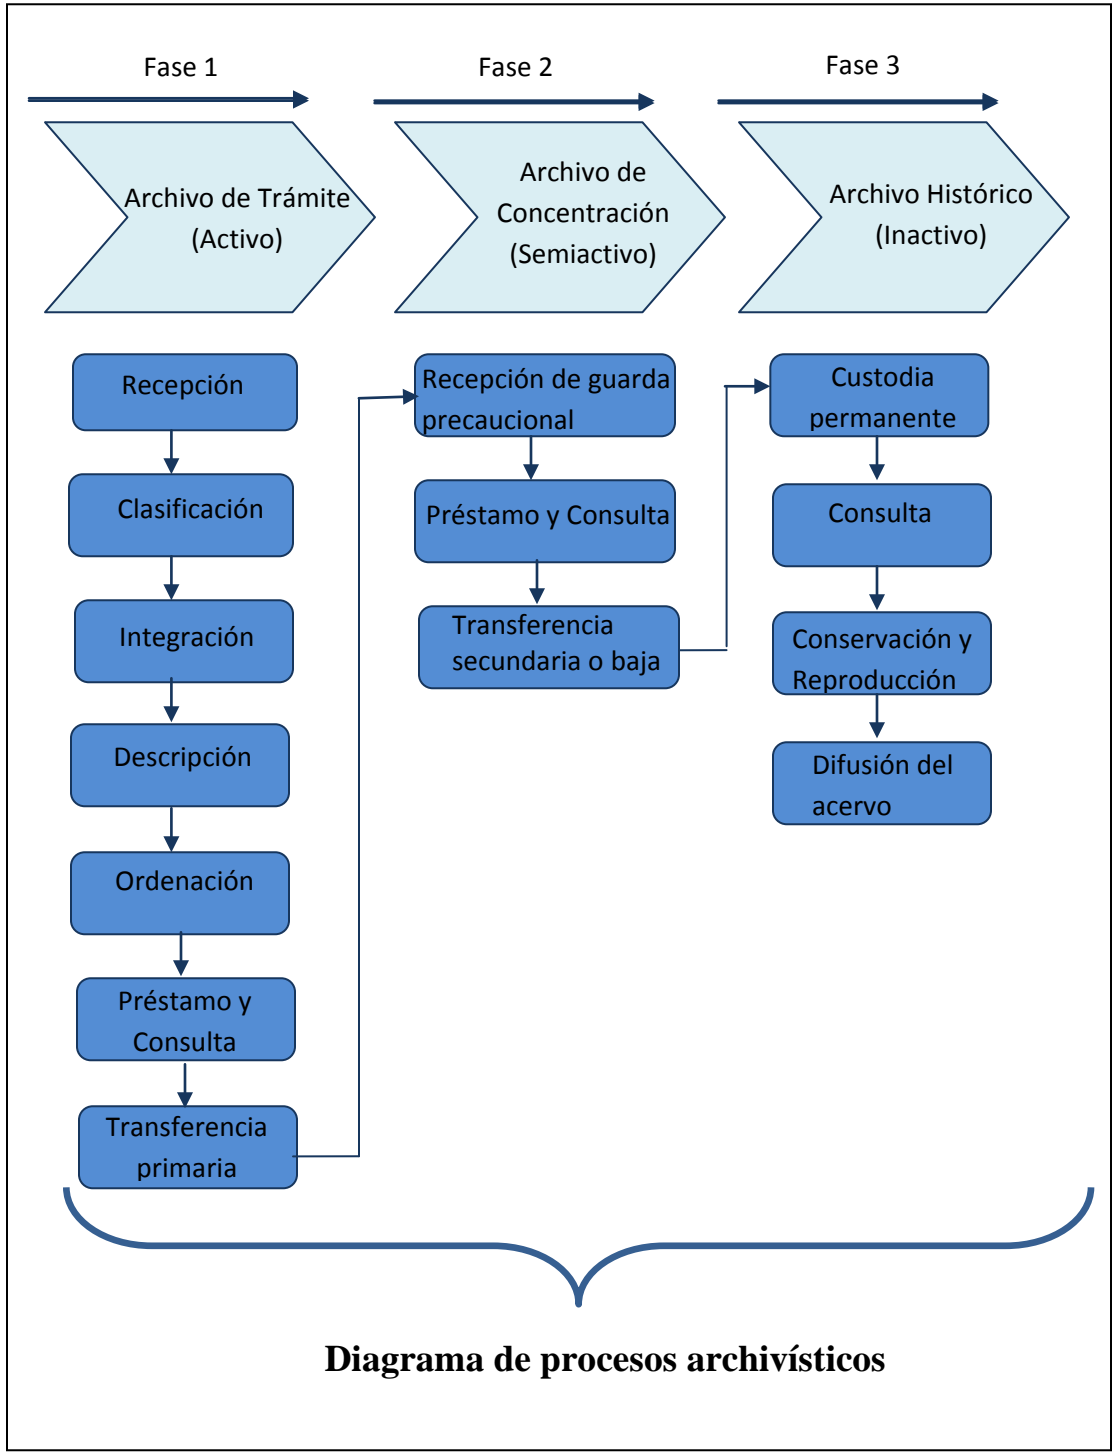 Fase 1
Fase 2
Fase 3
Archivo de Trámite
(Activo)
Archivo de
Concentración
(Semiactivo)
Archivo Histórico
(Inactivo)
Recepción
Clasificación
Integración
Descripción
Ordenación
Préstamo y
Consulta
Transferencia
primaria
Recepción de guarda
precaucional
Préstamo y Consulta
Transferencia
secundaria o baja
Custodia
permanente
Consulta
Conservación y
Reproducción
Difusión del
acervo
Diagrama de procesos archivísticos